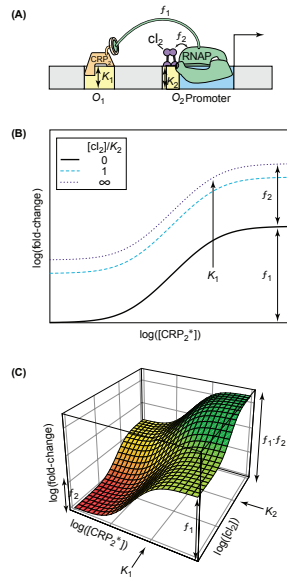 (A)
f₁
cI₂
f₂
CRP
RNAP
K₁
K₂
O₁
O₂ Promoter
(B)
[cI₂]/K₂
0
1
∞
log(fold-change)
f₂
K₁
f₁
log([CRP₂*])
(C)
log(fold-change)
f₂
f₁
f₁·f₂
log([CRP₂*])
K₁
log([cI₂])
K₂